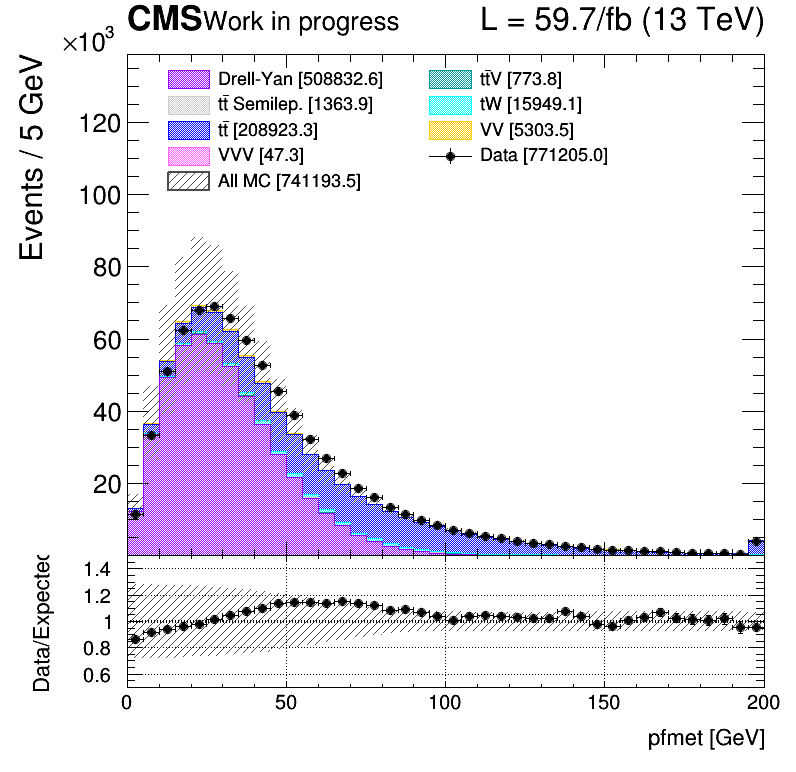 CMS Work in progress L = 59.7/fb (13 TeV)
×10³
Events / 5 GeV
Drell-Yan [508832.6]
tt̄ Semilep. [1363.9]
tt̄ [208923.3]
VVV [47.3]
All MC [741193.5]
tt̄V [773.8]
tW [15949.1]
VV [5303.5]
Data [771205.0]
120
100
80
60
40
20
Data/Expected
1.4
1.2
1
0.8
0.6
0 50 100 150 200
pfmet [GeV]